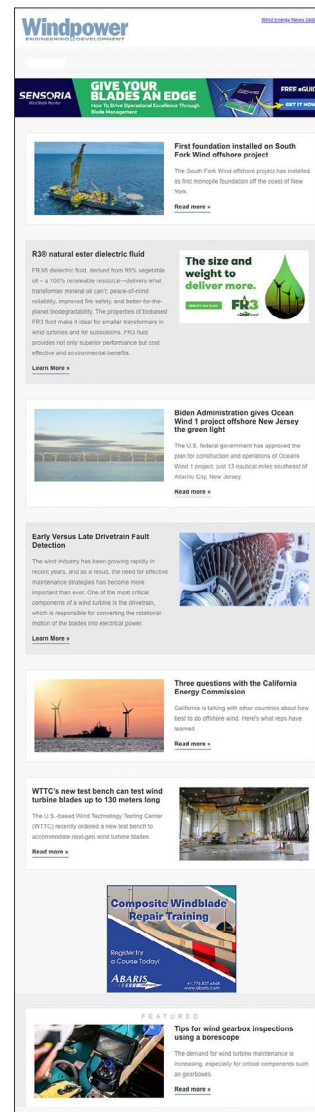 Windpower
ENGINEERING & DEVELOPMENT
Wind Energy News Upd
SENSORIA
Wind Blade Monitor
GIVE YOUR
BLADES AN EDGE
How To Drive Operational Excellence Through
Blade Management
FREE eGUID
GET IT NOW
First foundation installed on South
Fork Wind offshore project
The South Fork Wind offshore project has installed
its first monopile foundation off the coast of New
York.
Read more »
R3® natural ester dielectric fluid
FR3® dielectric fluid, derived from 95% vegetable
oil – a 100% renewable resource—delivers what
transformer mineral oil can't: peace-of-mind
reliability, improved fire safety, and better-for-the-
planet biodegradability. The properties of biobased
FR3 fluid make it ideal for smaller transformers in
wind turbines and for subsations. FR3 fluid
provides not only superior performance but cost
effective and environmental benefits.
Learn More »
The size and
weight to
deliver more.
FR3
Biden Administration gives Ocean
Wind 1 project offshore New Jersey
the green light
The U.S. federal government has approved the
plan for construction and operations of Oceans
Wind 1 project, just 13 nautical miles southeast of
Atlantic City, New Jersey.
Read more »
Early Versus Late Drivetrain Fault
Detection
The wind industry has been growing rapidly in
recent years, and as a result, the need for effective
maintenance strategies has become more
important than ever. One of the most critical
components of a wind turbine is the drivetrain,
which is responsible for converting the rotational
motion of the blades into electrical power.
Learn More »
Three questions with the California
Energy Commission
California is talking with other countries about how
best to do offshore wind. Here's what reps have
learned.
Read more »
WTTC's new test bench can test wind
turbine blades up to 130 meters long
The U.S.-based Wind Technology Testing Center
(WTTC) recently ordered a new test bench to
accommodate next-gen wind turbine blades.
Read more »
Composite Windblade
Repair Training
Register for
a Course Today!
ABARIS
+1.775.827.6568
www.abaris.com
FEATURED
Tips for wind gearbox inspections
using a borescope
The demand for wind turbine maintenance is
increasing, especially for critical components such
as gearboxes.
Read more »